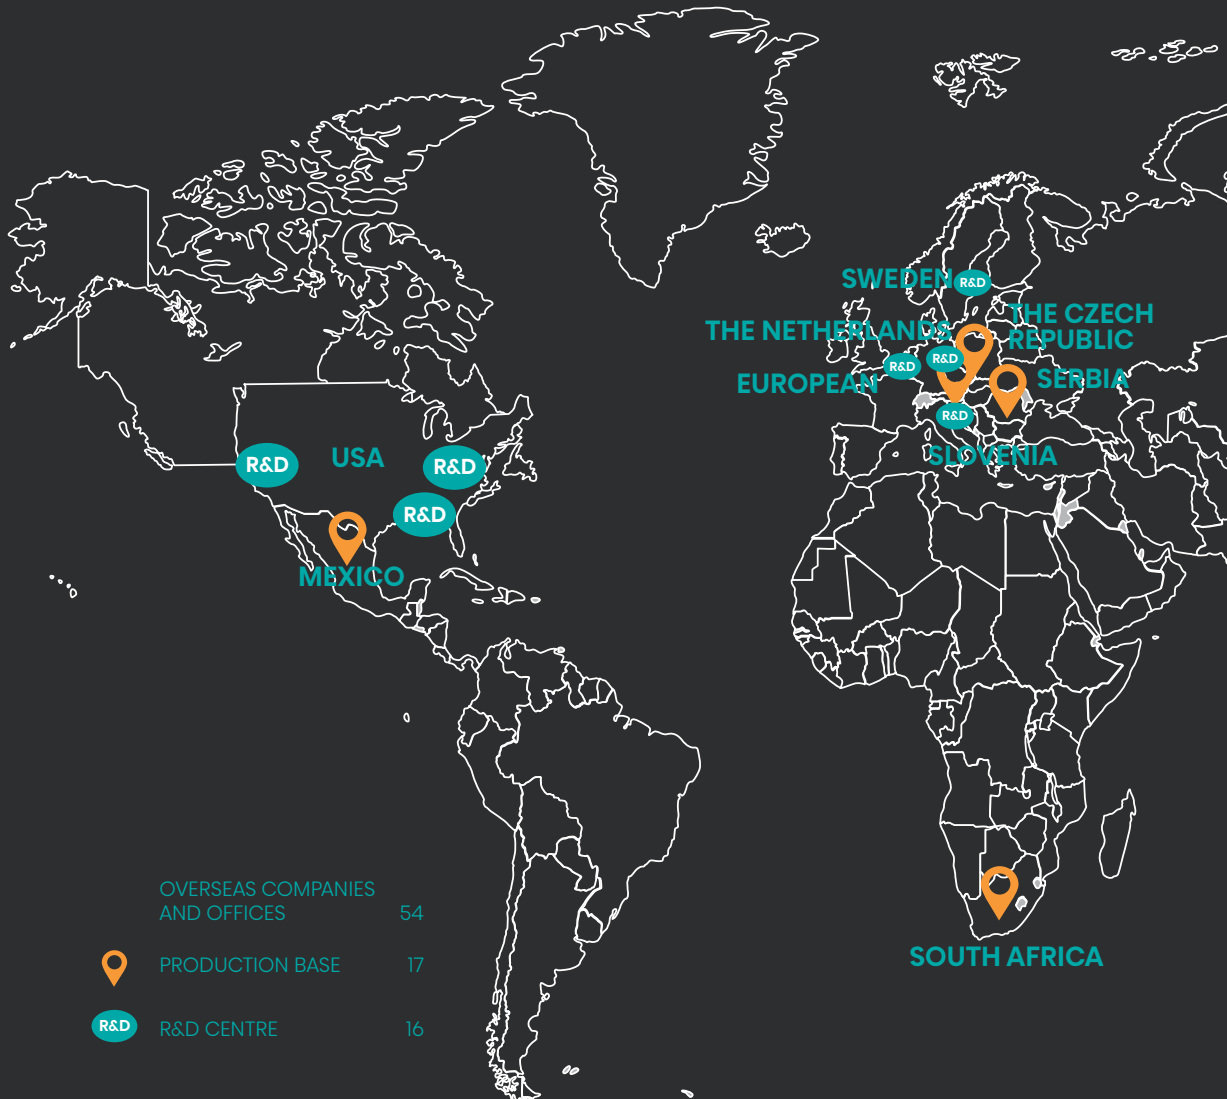 SWEDEN
R&D
THE CZECH
REPUBLIC
THE NETHERLANDS
R&D
R&D
EUROPEAN
SERBIA
R&D
SLOVENIA
R&D
USA
R&D
R&D
MEXICO
OVERSEAS COMPANIES
AND OFFICES 54
PRODUCTION BASE 17
R&D R&D CENTRE 16
SOUTH AFRICA